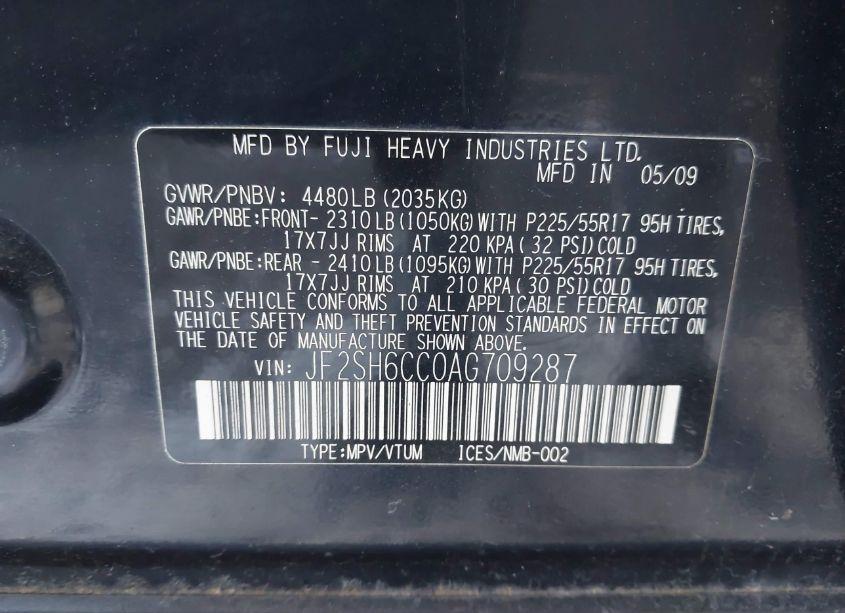 MFD BY FUJI HEAVY INDUSTRIES LTD.
MFD IN 05/09
GVWR/PNBV: 4480LB (2035KG)
GAWR/PNBE:FRONT- 2310LB (1050KG) WITH P225/55R17 95H TIRES,
17X7JJ RIMS AT 220 KPA ( 32 PSI) COLD
GAWR/PNBE:REAR - 2410LB (1095KG) WITH P225/55R17 95H TIRES,
17X7JJ RIMS AT 210 KPA ( 30 PSI) COLD
THIS VEHICLE CONFORMS TO ALL APPLICABLE FEDERAL MOTOR
VEHICLE SAFETY AND THEFT PREVENTION STANDARDS IN EFFECT ON
THE DATE OF MANUFACTURE SHOWN ABOVE.
VIN: JF2SH6CC0AG709287
TYPE:MPV/VTUM ICES/NMB-002